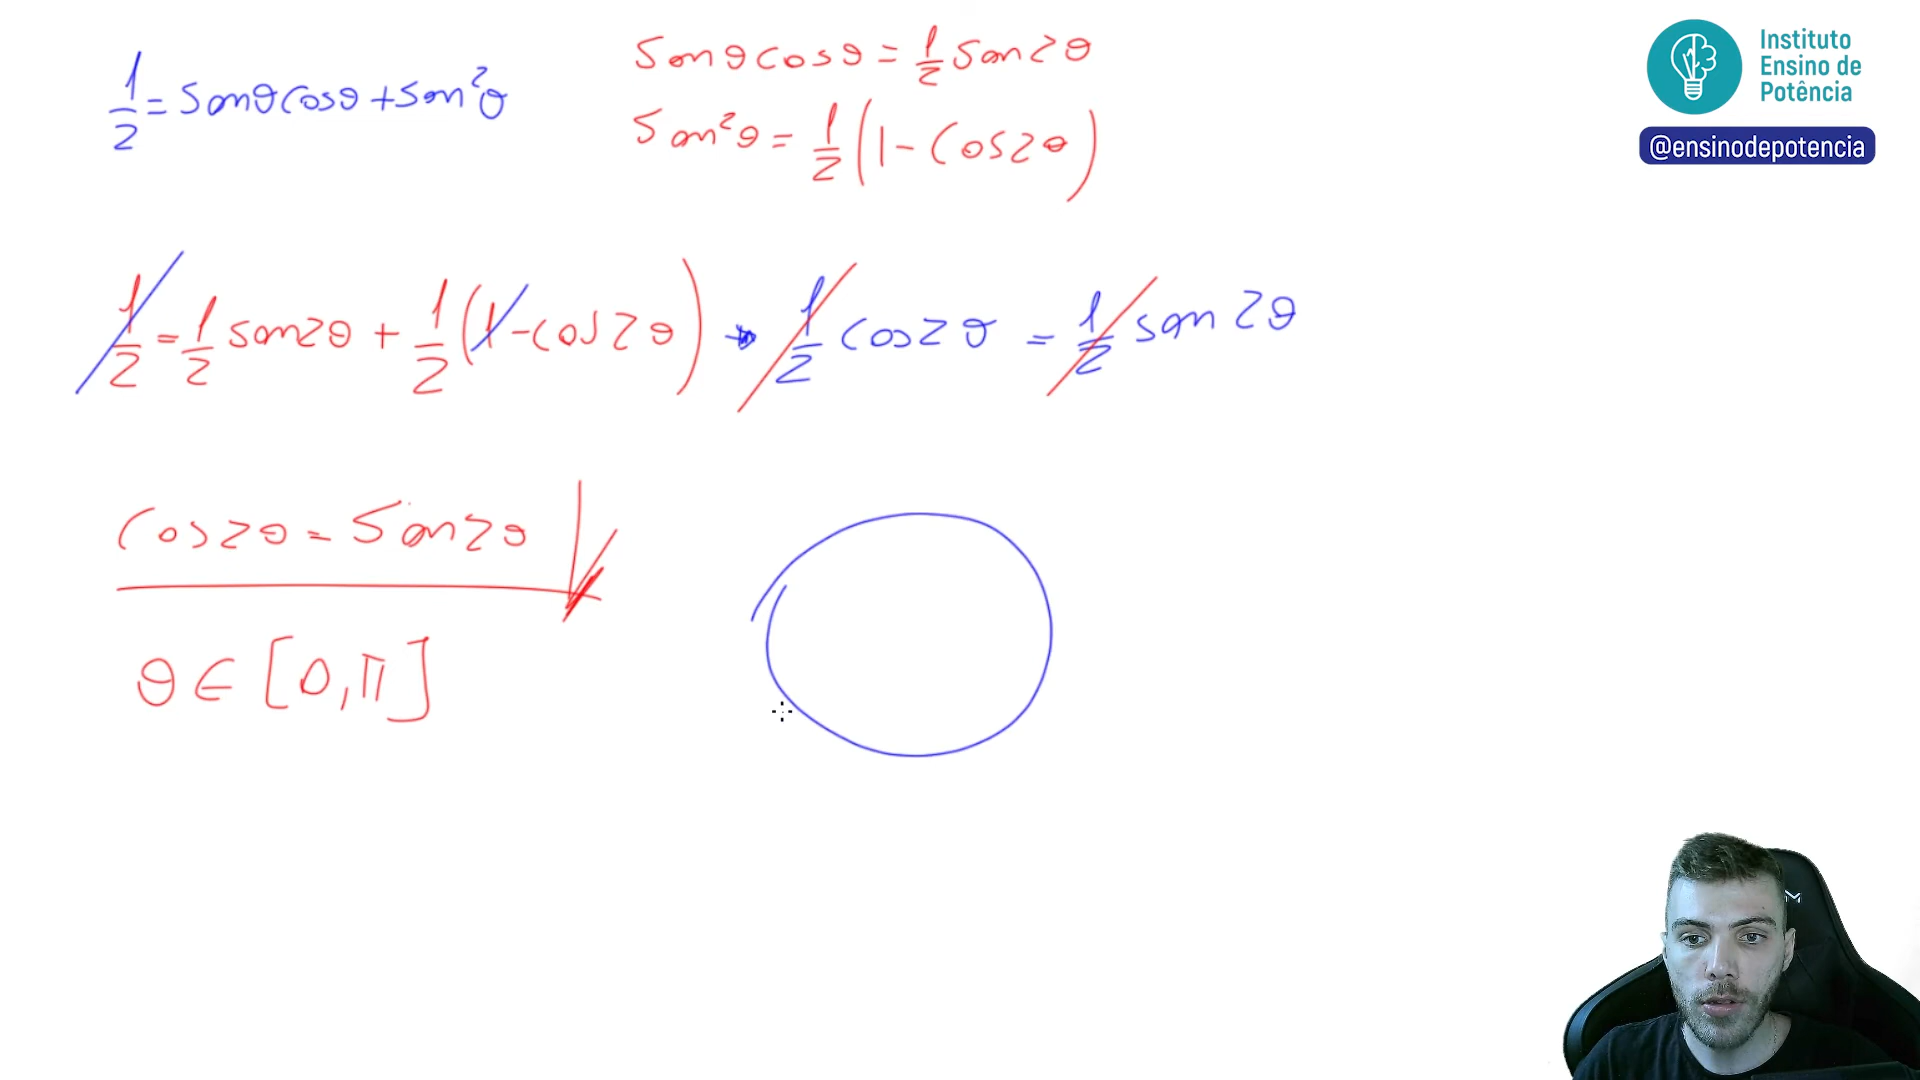 1/2 = senθcosθ + sen²θ
senθcosθ = 1/2 sen2θ
sen²θ = 1/2 (1 - cos2θ)
1/2 = 1/2 sen2θ + 1/2 (1 - cos2θ) → 1/2 cos2θ = 1/2 sen2θ
cos2θ = sen2θ
θ ∈ [0, π]
Instituto
Ensino de
Potência
@ensinodepotencia